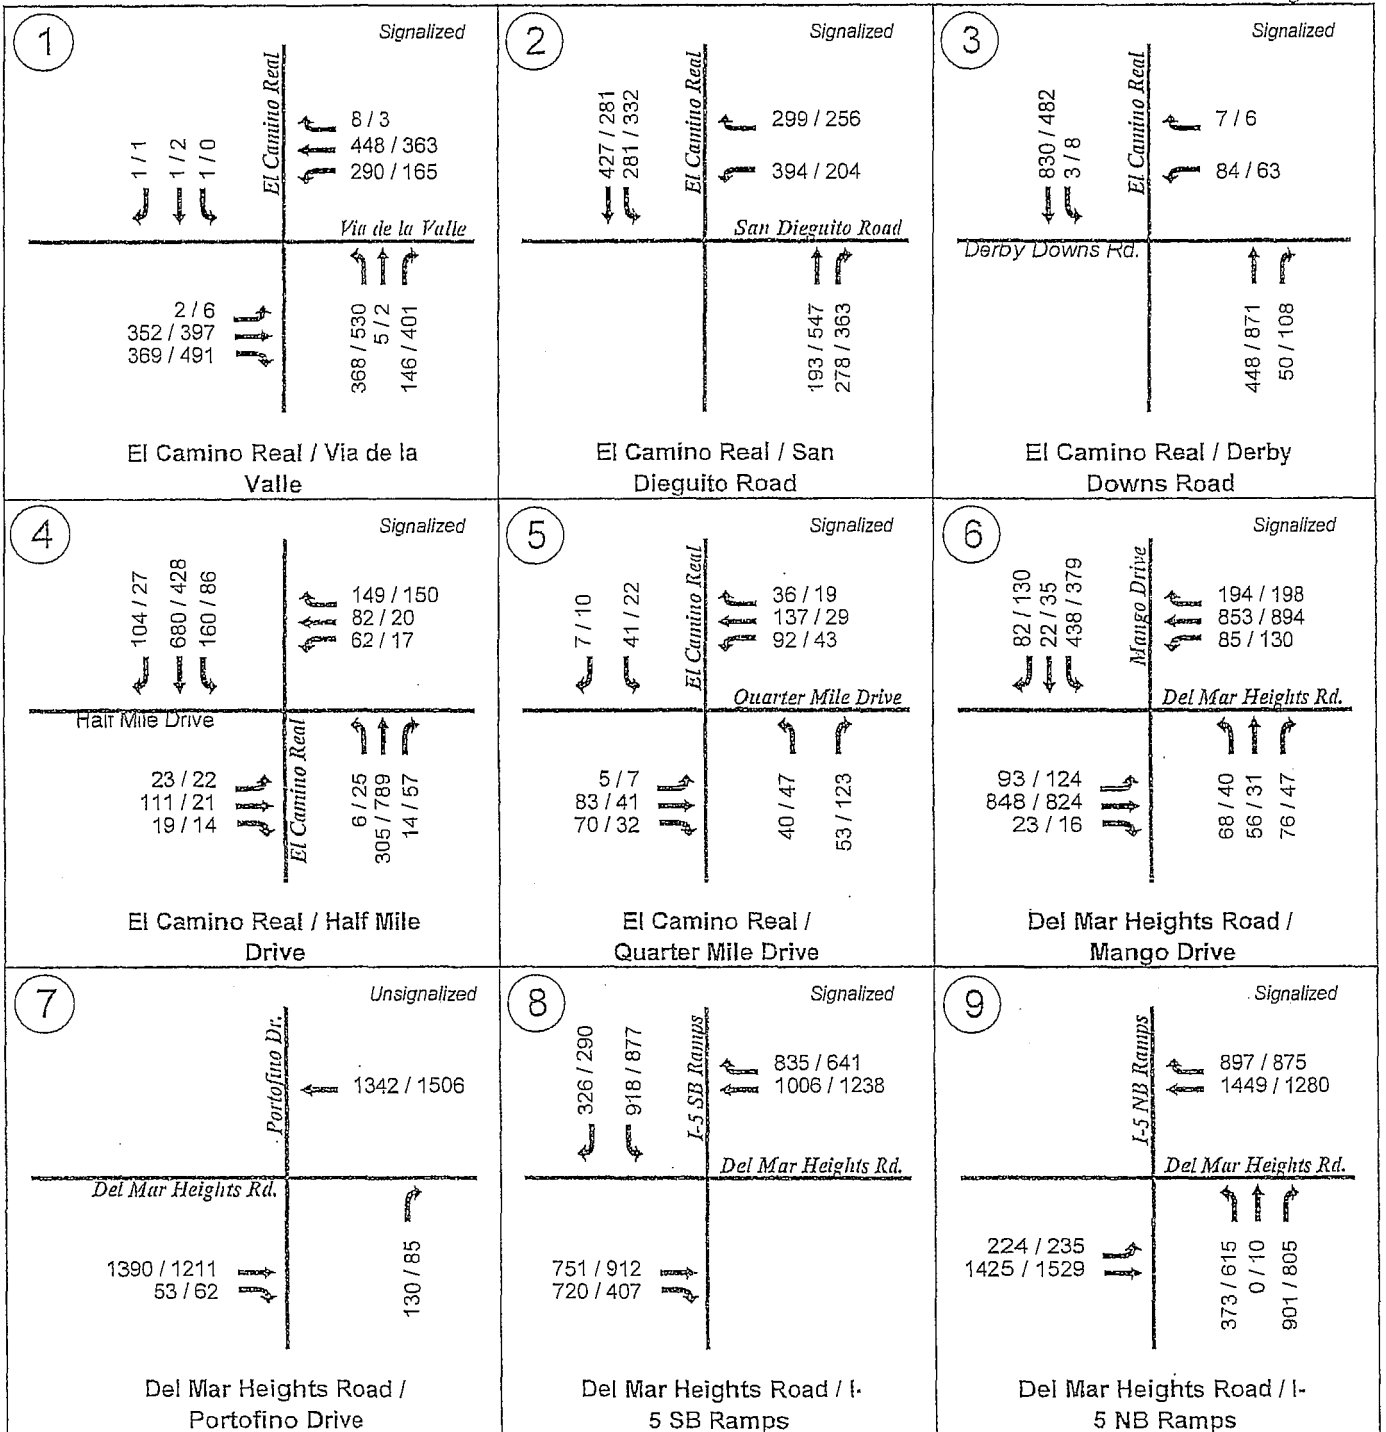 1
Signalized
El Camino Real
1 / 1
1 / 2
1 / 0
8 / 3
448 / 363
290 / 165
Via de la Valle
2 / 6
352 / 397
369 / 491
368 / 530
5 / 2
146 / 401
El Camino Real / Via de la
Valle
2
Signalized
El Camino Real
427 / 281
281 / 332
299 / 256
394 / 204
San Dieguito Road
193 / 547
278 / 363
El Camino Real / San
Dieguito Road
3
Signalized
El Camino Real
830 / 482
3 / 8
7 / 6
84 / 63
Derby Downs Rd.
448 / 871
50 / 108
El Camino Real / Derby
Downs Road
4
Signalized
104 / 27
680 / 428
160 / 86
149 / 150
82 / 20
62 / 17
Half Mile Drive
El Camino Real
23 / 22
111 / 21
19 / 14
6 / 25
305 / 789
14 / 57
El Camino Real / Half Mile
Drive
5
Signalized
El Camino Real
7 / 10
41 / 22
36 / 19
137 / 29
92 / 43
Quarter Mile Drive
5 / 7
83 / 41
70 / 32
40 / 47
53 / 123
El Camino Real /
Quarter Mile Drive
6
Signalized
Mango Drive
82 / 130
22 / 35
438 / 379
194 / 198
853 / 894
85 / 130
Del Mar Heights Rd.
93 / 124
848 / 824
23 / 16
68 / 40
56 / 31
76 / 47
Del Mar Heights Road /
Mango Drive
7
Unsignalized
Portofino Dr.
1342 / 1506
Del Mar Heights Rd.
1390 / 1211
53 / 62
130 / 85
Del Mar Heights Road /
Portofino Drive
8
Signalized
I-5 SB Ramps
326 / 290
918 / 877
835 / 641
1006 / 1238
Del Mar Heights Rd.
751 / 912
720 / 407
Del Mar Heights Road / I-
5 SB Ramps
9
Signalized
I-5 NB Ramps
897 / 875
1449 / 1280
Del Mar Heights Rd.
224 / 235
1425 / 1529
373 / 615
0 / 10
901 / 805
Del Mar Heights Road / I-
5 NB Ramps